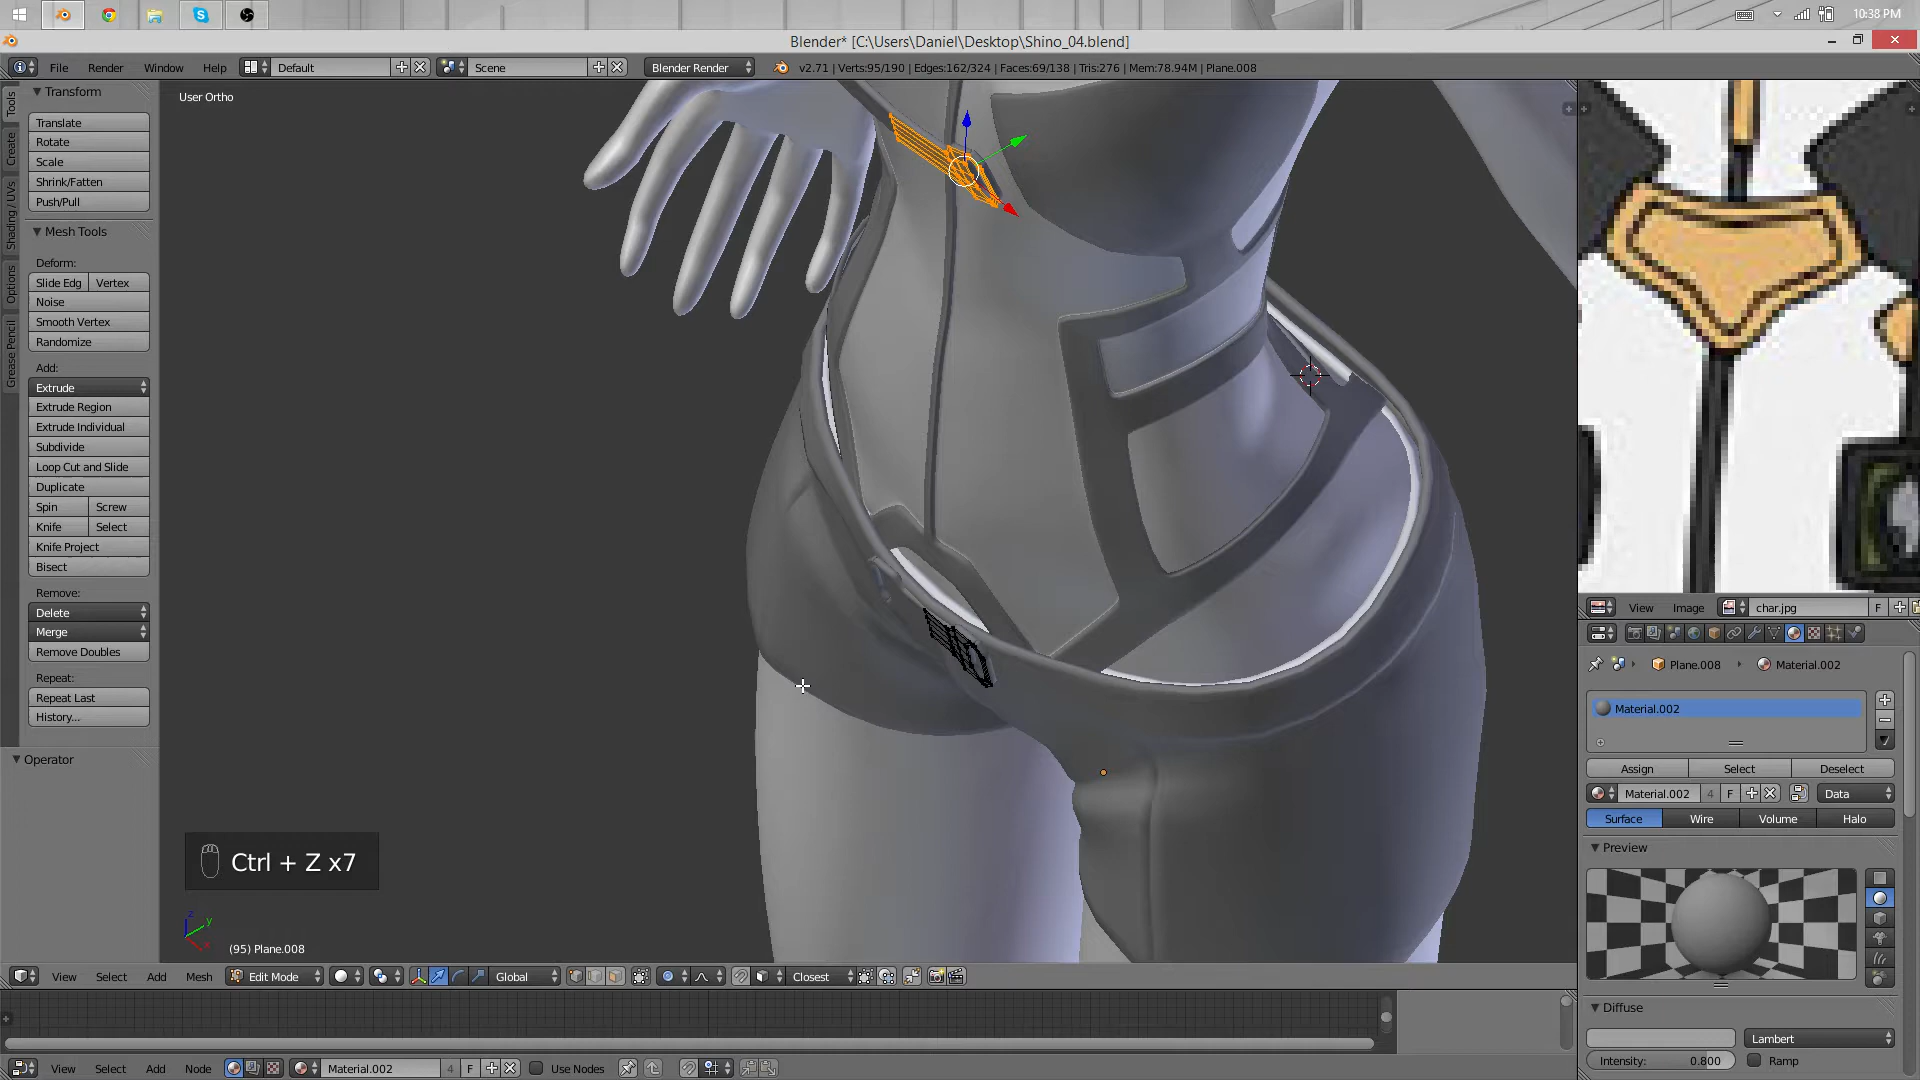 10:38 PM
Blender* [C:\Users\Daniel\Desktop\Shino_04.blend]
File Render Window Help Default Scene Blender Render v2.71 | Verts:95/190 | Edges:162/324 | Faces:69/138 | Tris:276 | Mem:78.94M | Plane.008
Tools
Create
Shading / UVs
Options
Grease Pencil
Transform
Translate
Rotate
Scale
Shrink/Fatten
Push/Pull
Mesh Tools
Deform:
Slide Edg Vertex
Noise
Smooth Vertex
Randomize
Add:
Extrude
Extrude Region
Extrude Individual
Subdivide
Loop Cut and Slide
Duplicate
Spin Screw
Knife Select
Knife Project
Bisect
Remove:
Delete
Merge
Remove Doubles
Repeat:
Repeat Last
History...
Operator
User Ortho
Ctrl + Z x7
z
y
x
(95) Plane.008
View Select Add Mesh Edit Mode Global Closest
View Select Add Node Material.002 4 F Use Nodes
View Image char.jpg F
Plane.008 Material.002
Material.002
Assign Select Deselect
Material.002 4 F Data
Surface Wire Volume Halo
Preview
Diffuse
Lambert
Intensity: 0.800 Ramp